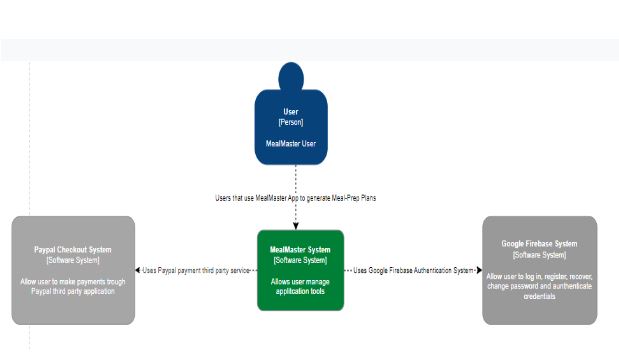 User
[Person]
MealMaster User
Users that use MealMaster App to generate Meal-Prep Plans
Paypal Checkout System
[Software System]
Allow user to make payments trough
Paypal third party application
Uses Paypal payment third party service
MealMaster System
[Software System]
Allows user manage
application tools
Uses Google Firebase Authentication System
Google Firebase System
[Software System]
Allow user to log in, register, recover,
change password and aunthenticate
credentials